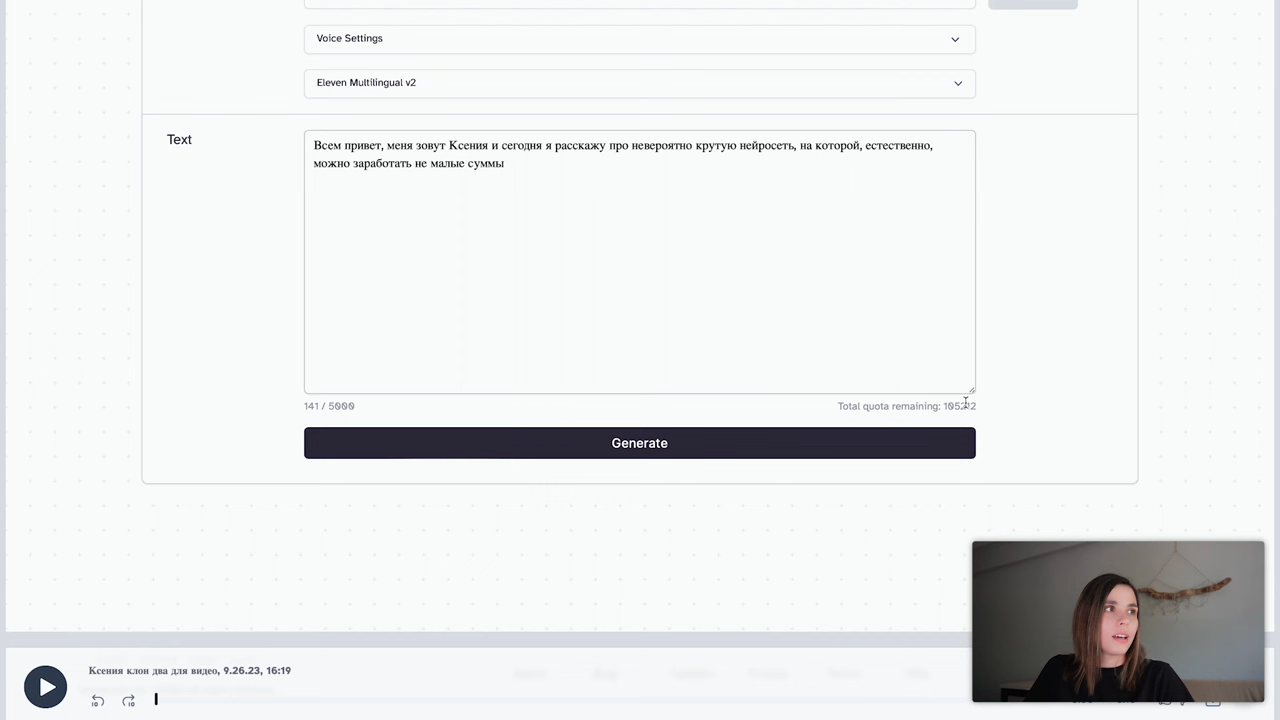 Voice Settings
Eleven Multilingual v2
Text
Всем привет, меня зовут Ксения и сегодня я расскажу про невероятно крутую нейросеть, на которой, естественно,
можно заработать не малые суммы
141 / 5000
Total quota remaining:
Generate
Ксения клон два для видео, 9.26.23, 16:19